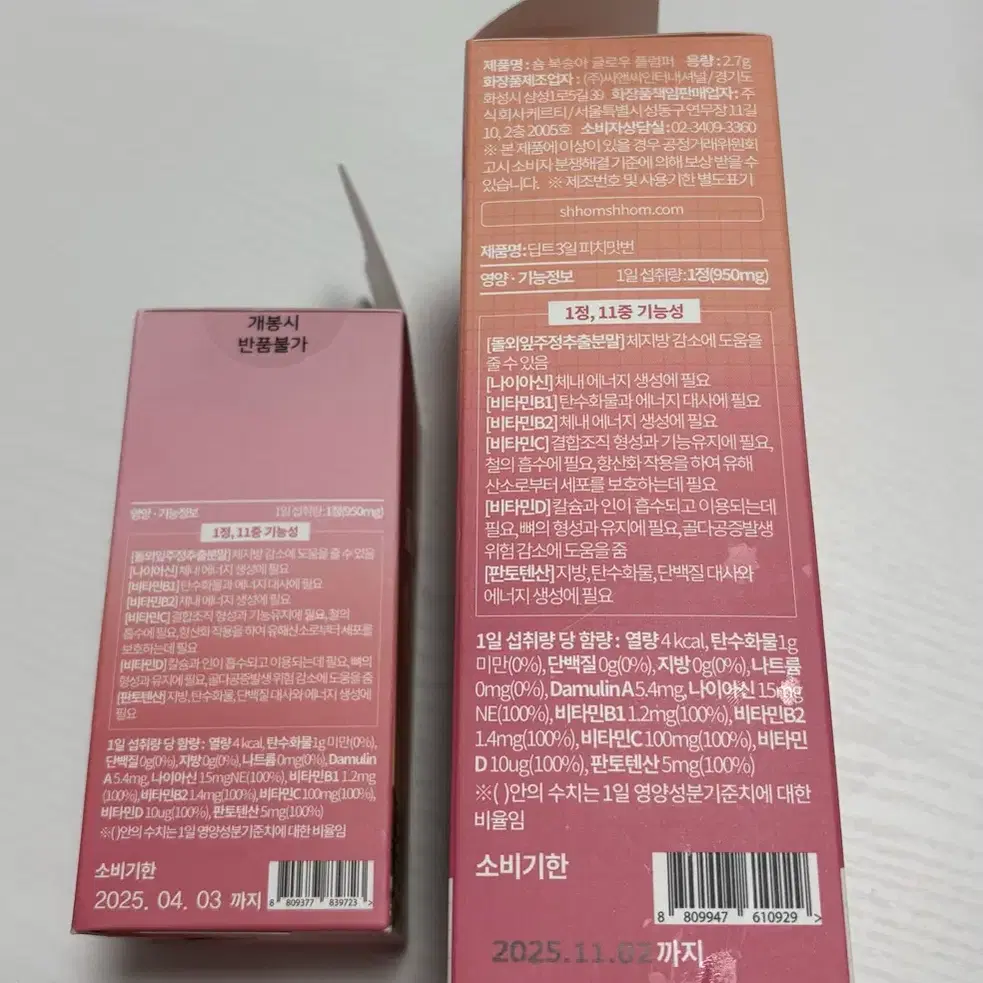 개봉시
반품불가
영양·기능정보 1일 섭취량:1정(950mg)
1정, 11중 기능성
[돌외잎주정추출분말] 체지방 감소에 도움을 줄 수 있음
[나이아신] 체내 에너지 생성에 필요
[비타민B1] 탄수화물과 에너지 대사에 필요
[비타민B2] 체내 에너지 생성에 필요
[비타민C] 결합조직 형성과 기능유지에 필요, 철의
흡수에 필요, 항산화 작용을 하여 유해산소로부터 세포를
보호하는데 필요
[비타민D] 칼슘과 인이 흡수되고 이용되는데 필요, 뼈의
형성과 유지에 필요, 골다공증발생 위험 감소에 도움을 줌
[판토텐산] 지방, 탄수화물, 단백질 대사와 에너지 생성에
필요
1일 섭취량 당 함량 : 열량 4 kcal, 탄수화물 1g 미만(0%),
단백질 0g(0%), 지방 0g(0%), 나트륨 0mg(0%), Damulin
A 5.4mg, 나이아신 15mgNE(100%), 비타민B1 1.2mg
(100%), 비타민B2 1.4mg(100%), 비타민C 100mg(100%),
비타민D 10ug(100%), 판토텐산 5mg(100%)
※( )안의 수치는 1일 영양성분기준치에 대한 비율임
소비기한
2025. 04. 03 까지
8 809377 839723 >
제품명 : 숌 복숭아 글로우 플럼퍼 용량 : 2.7g
화장품제조업자 : (주)씨앤씨인터내셔널 / 경기도
화성시 삼성1로5길 39 화장품책임판매업자 : 주
식회사 케르티 / 서울특별시 성동구 연무장 11길
10, 2층 2005호 소비자상담실 : 02-3409-3360
※ 본 제품에 이상이 있을 경우 공정거래위원회
고시 소비자 분쟁해결 기준에 의해 보상 받을 수
있습니다. ※ 제조번호 및 사용기한 별도표기
shhomshhom.com
제품명 : 딥트3일 피치맛번
영양·기능정보 1일 섭취량 : 1정(950mg)
1정, 11중 기능성
[돌외잎주정추출분말] 체지방 감소에 도움을
줄 수 있음
[나이아신] 체내 에너지 생성에 필요
[비타민B1] 탄수화물과 에너지 대사에 필요
[비타민B2] 체내 에너지 생성에 필요
[비타민C] 결합조직 형성과 기능유지에 필요,
철의 흡수에 필요, 항산화 작용을 하여 유해
산소로부터 세포를 보호하는데 필요
[비타민D] 칼슘과 인이 흡수되고 이용되는데
필요, 뼈의 형성과 유지에 필요, 골다공증발생
위험 감소에 도움을 줌
[판토텐산] 지방, 탄수화물, 단백질 대사와
에너지 생성에 필요
1일 섭취량 당 함량 : 열량 4 kcal, 탄수화물 1g
미만(0%), 단백질 0g(0%), 지방 0g(0%), 나트륨
0mg(0%), Damulin A 5.4mg, 나이아신 15mg
NE(100%), 비타민B1 1.2mg(100%), 비타민B2
1.4mg(100%), 비타민C 100mg(100%), 비타민
D 10ug(100%), 판토텐산 5mg(100%)
※( )안의 수치는 1일 영양성분기준치에 대한
비율임
소비기한
2025.11.02 까지
8 809947 610929 >